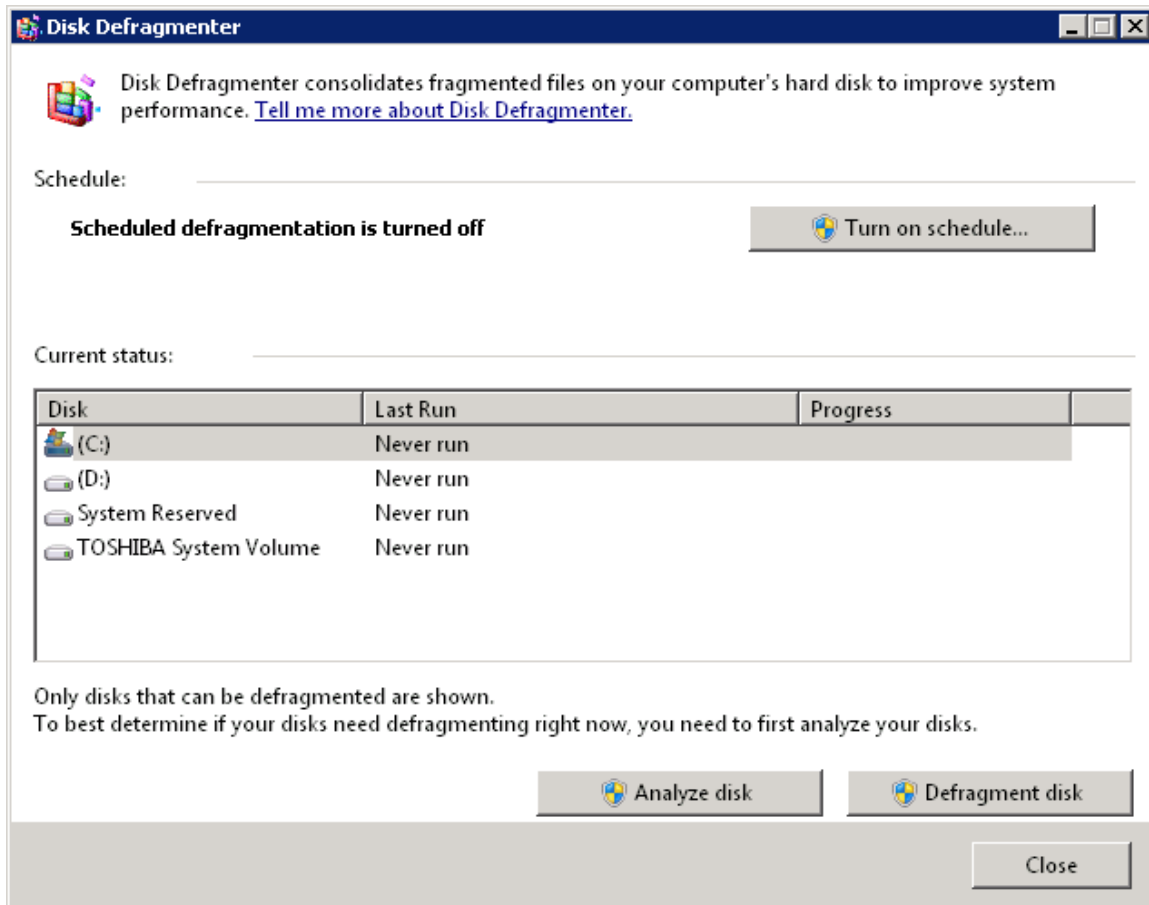 Disk Defragmenter
Disk Defragmenter consolidates fragmented files on your computer's hard disk to improve system
performance. Tell me more about Disk Defragmenter.
Schedule:
Scheduled defragmentation is turned off
Turn on schedule...
Current status:
Disk Last Run Progress
(C:) Never run
(D:) Never run
System Reserved Never run
TOSHIBA System Volume Never run
Only disks that can be defragmented are shown.
To best determine if your disks need defragmenting right now, you need to first analyze your disks.
Analyze disk Defragment disk
Close